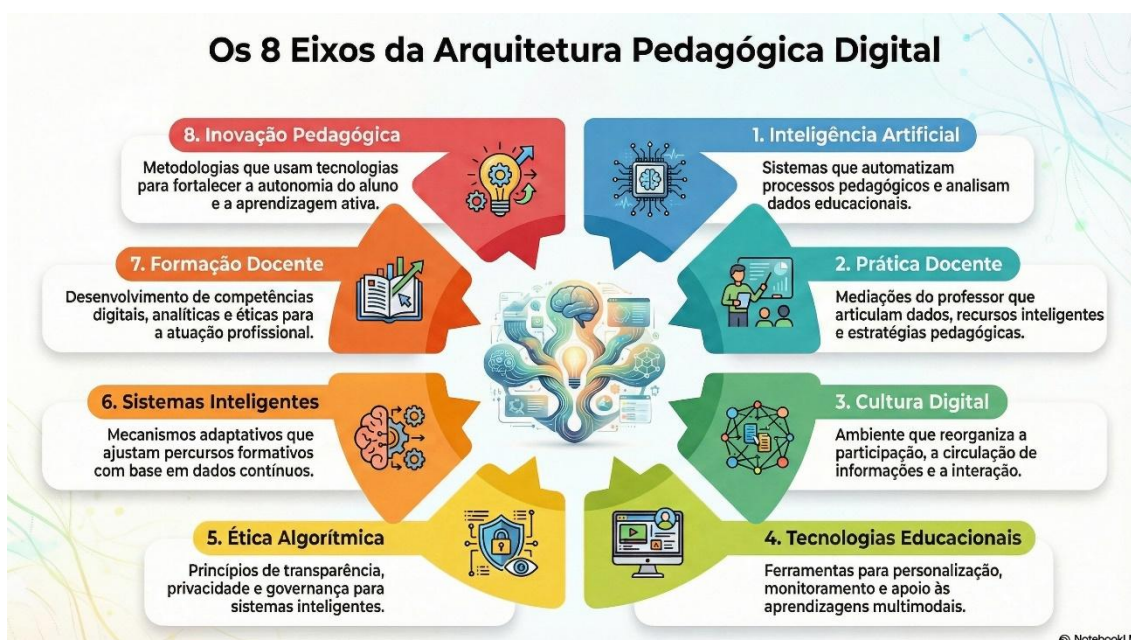 Os 8 Eixos da Arquitetura Pedagógica Digital
1. Inteligência Artificial
Sistemas que automatizam
processos pedagógicos e analisam
dados educacionais.
2. Prática Docente
Mediações do professor que
articulam dados, recursos inteligentes
e estratégias pedagógicas.
3. Cultura Digital
Ambiente que reorganiza a
participação, a circulação de
informações e a interação.
4. Tecnologias Educacionais
Ferramentas para personalização,
monitoramento e apoio às
aprendizagens multimodais.
5. Ética Algorítmica
Princípios de transparência,
privacidade e governança para
sistemas inteligentes.
6. Sistemas Inteligentes
Mecanismos adaptativos que
ajustam percursos formativos
com base em dados contínuos.
7. Formação Docente
Desenvolvimento de competências
digitais, analíticas e éticas para
a atuação profissional.
8. Inovação Pedagógica
Metodologias que usam tecnologias
para fortalecer a autonomia do aluno
e a aprendizagem ativa.